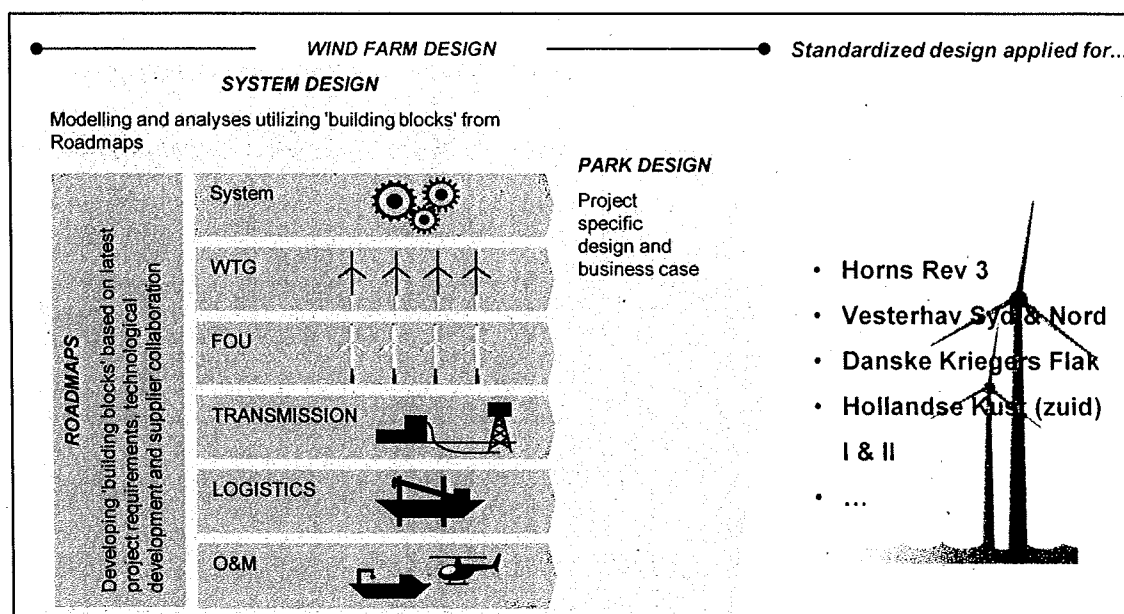 WIND FARM DESIGN
Standardized design applied for...
SYSTEM DESIGN
Modelling and analyses utilizing 'building blocks' from
Roadmaps
ROADMAPS
Developing 'building blocks' based on latest
project requirements, technological
development and supplier collaboration
System
WTG
FOU
TRANSMISSION
LOGISTICS
O&M
PARK DESIGN
Project
specific
design and
business case
• Horns Rev 3
• Vesterhav Syd & Nord
• Danske Kriegers Flak
• Hollandse Kust (zuid)
I & II
• ...